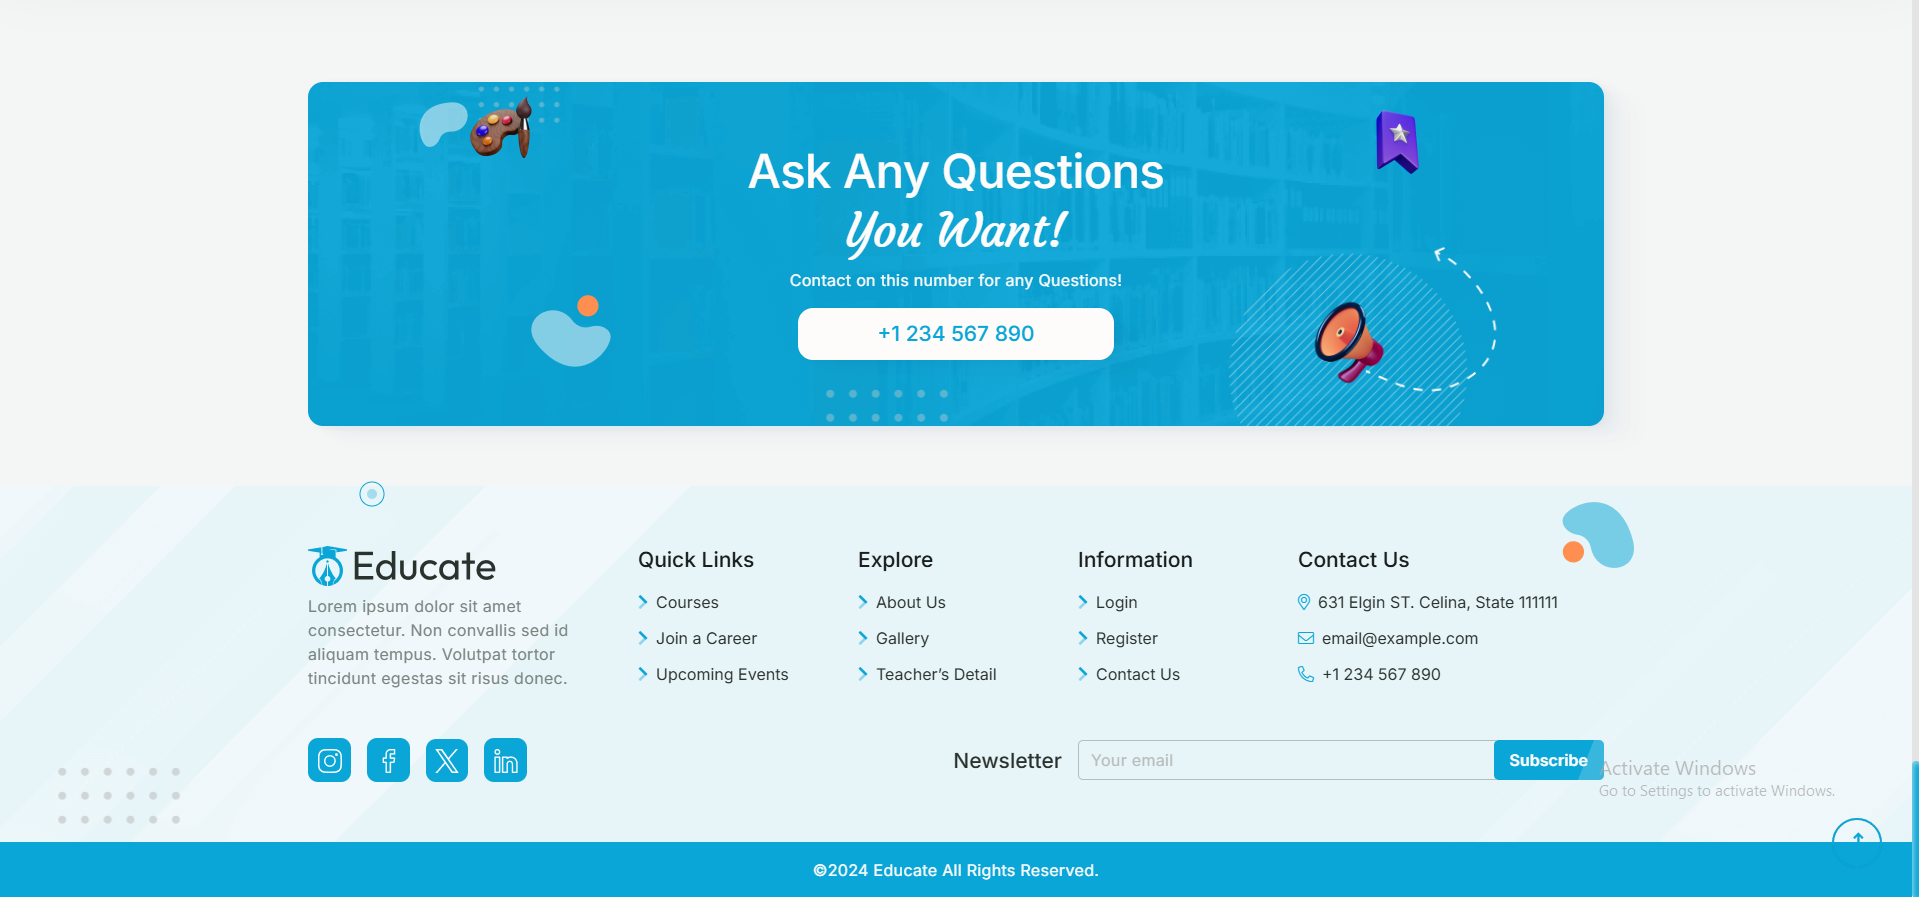 Ask Any Questions
You Want!
Contact on this number for any Questions!
+1 234 567 890
Educate
Lorem ipsum dolor sit amet
consectetur. Non convallis sed id
aliquam tempus. Volutpat tortor
tincidunt egestas sit risus donec.
Quick Links
Courses
Join a Career
Upcoming Events
Explore
About Us
Gallery
Teacher’s Detail
Information
Login
Register
Contact Us
Contact Us
631 Elgin ST. Celina, State 111111
email@example.com
+1 234 567 890
Newsletter
Your email
Subscribe
Activate Windows
Go to Settings to activate Windows.
©2024 Educate All Rights Reserved.